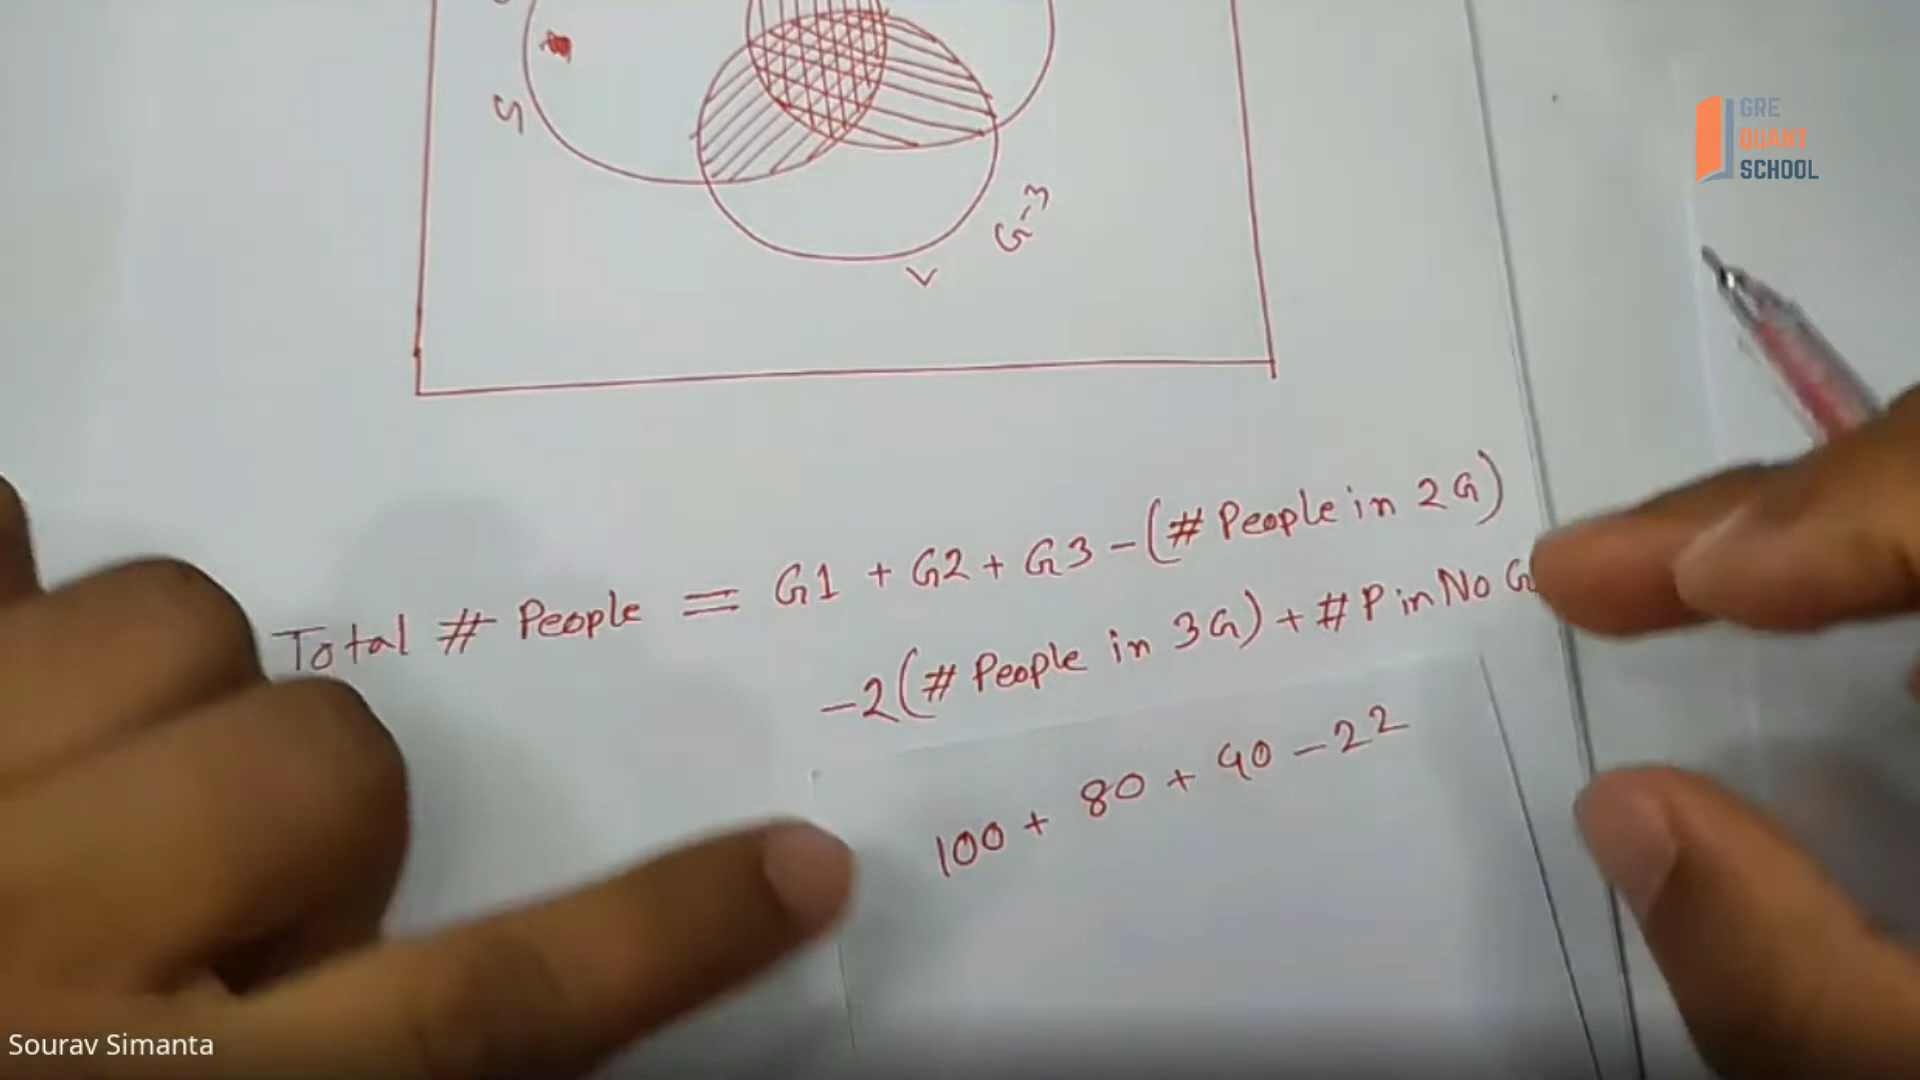 GRE
QUANT
SCHOOL
S
G-3
V
Total # People = G1 + G2 + G3 - (# People in 2G)
-2(# People in 3G) + # P in No G
100 + 80 + 40 - 22
Sourav Simanta